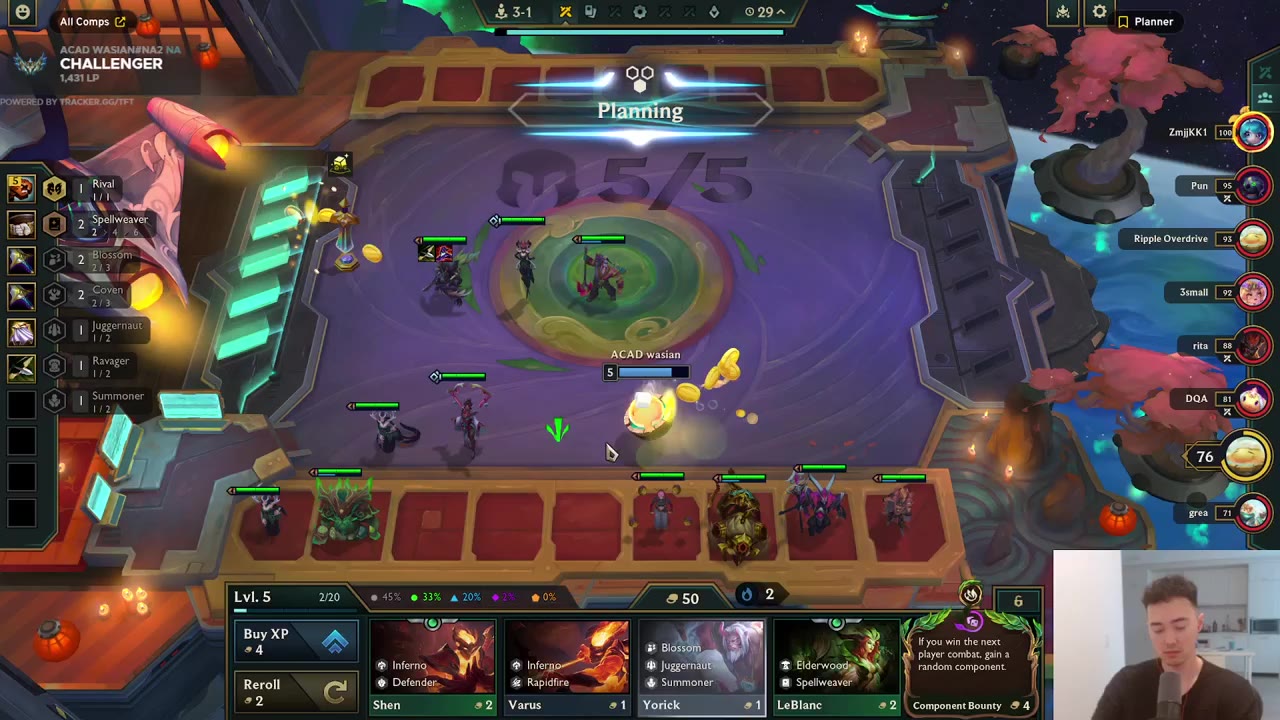 All Comps
3-1
29
Planner
ACAD WASIAN#NA2 NA
CHALLENGER
1,431 LP
POWERED BY TRACKER.GG/TFT
Planning
5/5
5
1
Rival
1 / 1
2
Spellweaver
2 4 6
2
Blossom
2 / 3
2
Coven
2 / 3
1
Juggernaut
1 / 2
1
Ravager
1 / 2
1
Summoner
1 / 2
ZmjjKK1 100
Pun 95
Ripple Overdrive 93
3small 92
rita 88
DQA 81
76
grea 71
ACAD wasian
5
Lvl. 5
2/20
45%
33%
20%
2%
0%
50
2
6
Buy XP
4
Reroll
2
Inferno
Defender
Shen 2
Inferno
Rapidfire
Varus 1
Blossom
Juggernaut
Summoner
Yorick 1
Elderwood
Spellweaver
LeBlanc 2
If you win the next
player combat, gain a
random component.
Component Bounty 4